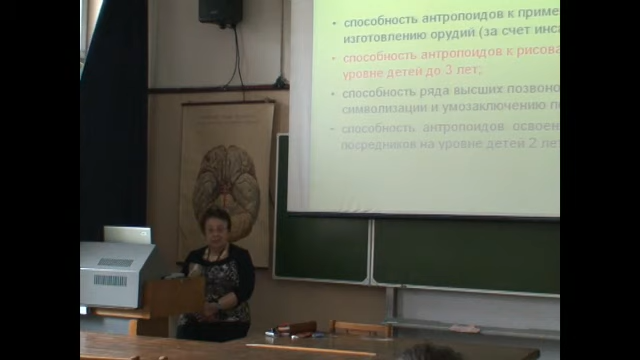 способность антропоидов к приме
изготовлению орудий (за счет инс
способность антропоидов к рисова
уровне детей до 3 лет;
способность ряда высших позвоно
символизации и умозаключению п
способность антропоидов освоен
посредников на уровне детей 2 лет